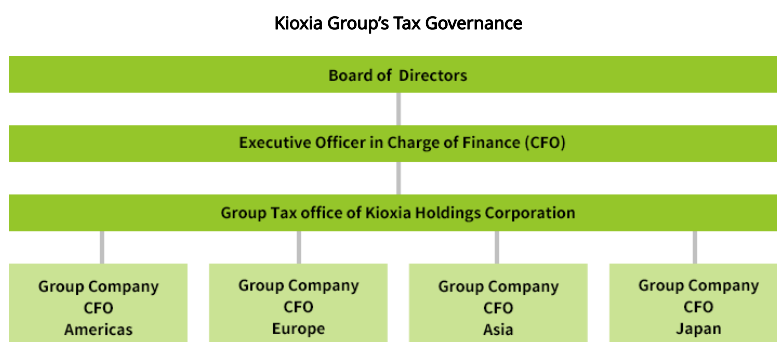 Kioxia Group's Tax Governance
Board of Directors
Executive Officer in Charge of Finance (CFO)
Group Tax office of Kioxia Holdings Corporation
Group Company
CFO
Americas
Group Company
CFO
Europe
Group Company
CFO
Asia
Group Company
CFO
Japan